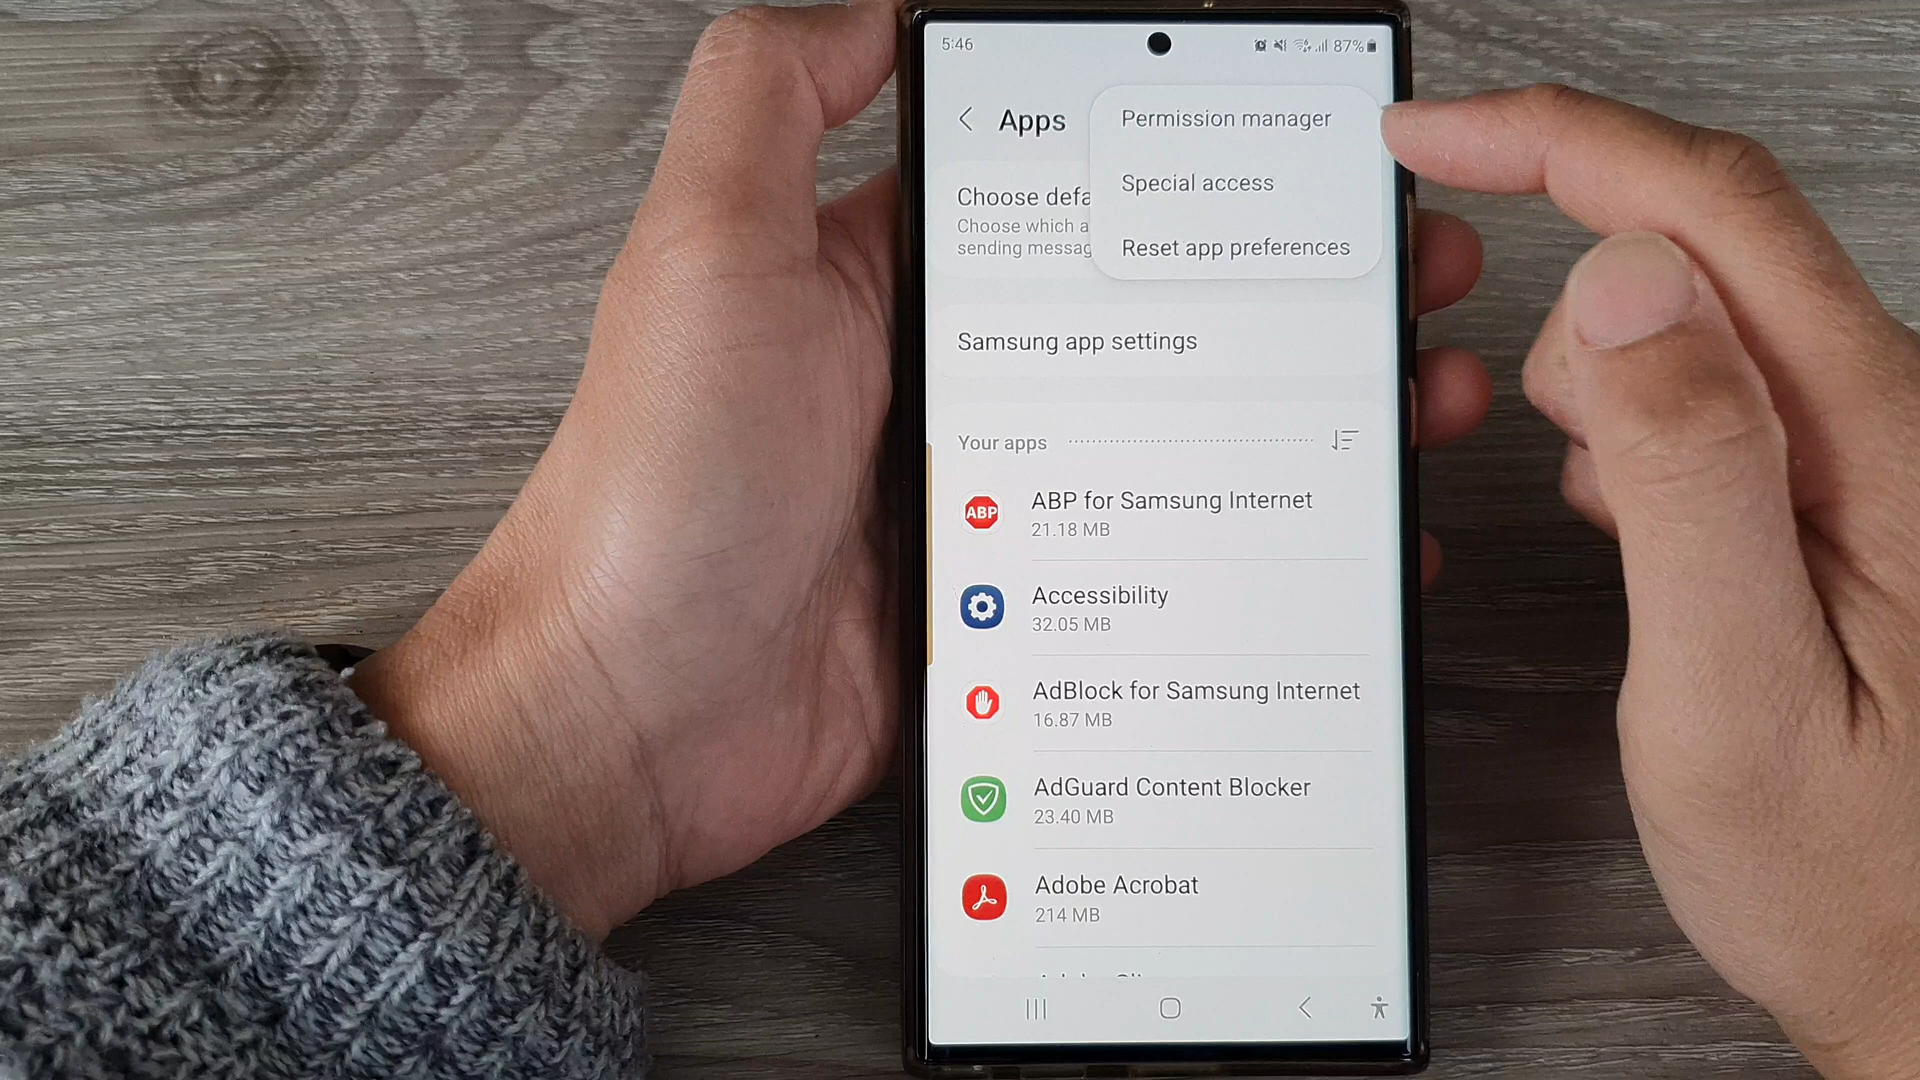 5:46
87%
Apps
Permission manager
Special access
Reset app preferences
Choose defa
Choose which a
sending messag
Samsung app settings
Your apps
ABP
ABP for Samsung Internet
21.18 MB
Accessibility
32.05 MB
AdBlock for Samsung Internet
16.87 MB
AdGuard Content Blocker
23.40 MB
Adobe Acrobat
214 MB